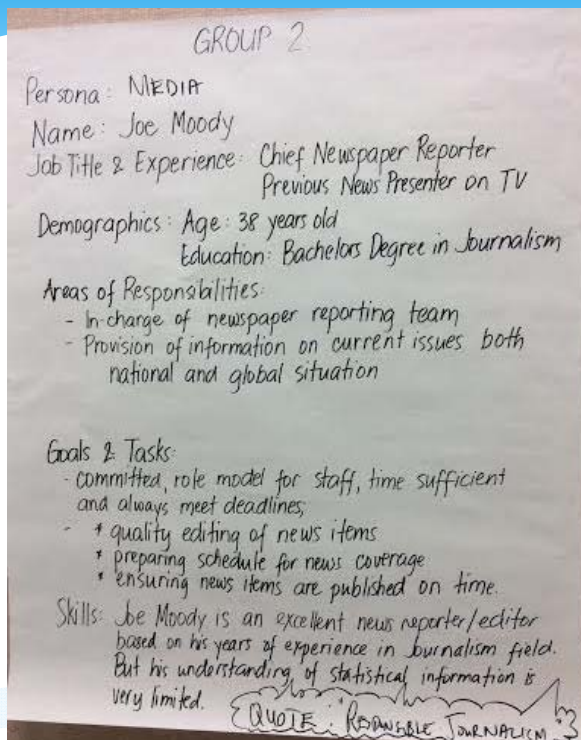 GROUP 2
Persona: MEDIA
Name: Joe Moody
Job Title & Experience: Chief Newspaper Reporter
Previous News Presenter on TV
Demographics: Age: 38 years old
Education: Bachelors Degree in Journalism
Areas of Responsibilities:
- In-charge of newspaper reporting team
- Provision of information on current issues both
national and global situation
Goals & Tasks:
- committed, role model for staff, time sufficient
and always meet deadlines;
- * quality editing of news items
* preparing schedule for news coverage
* ensuring news items are published on time.
Skills: Joe Moody is an excellent news reporter/editor
based on his years of experience in Journalism field.
But his understanding of statistical information is
very limited.
QUOTE: "RESPONSIBLE JOURNALISM."